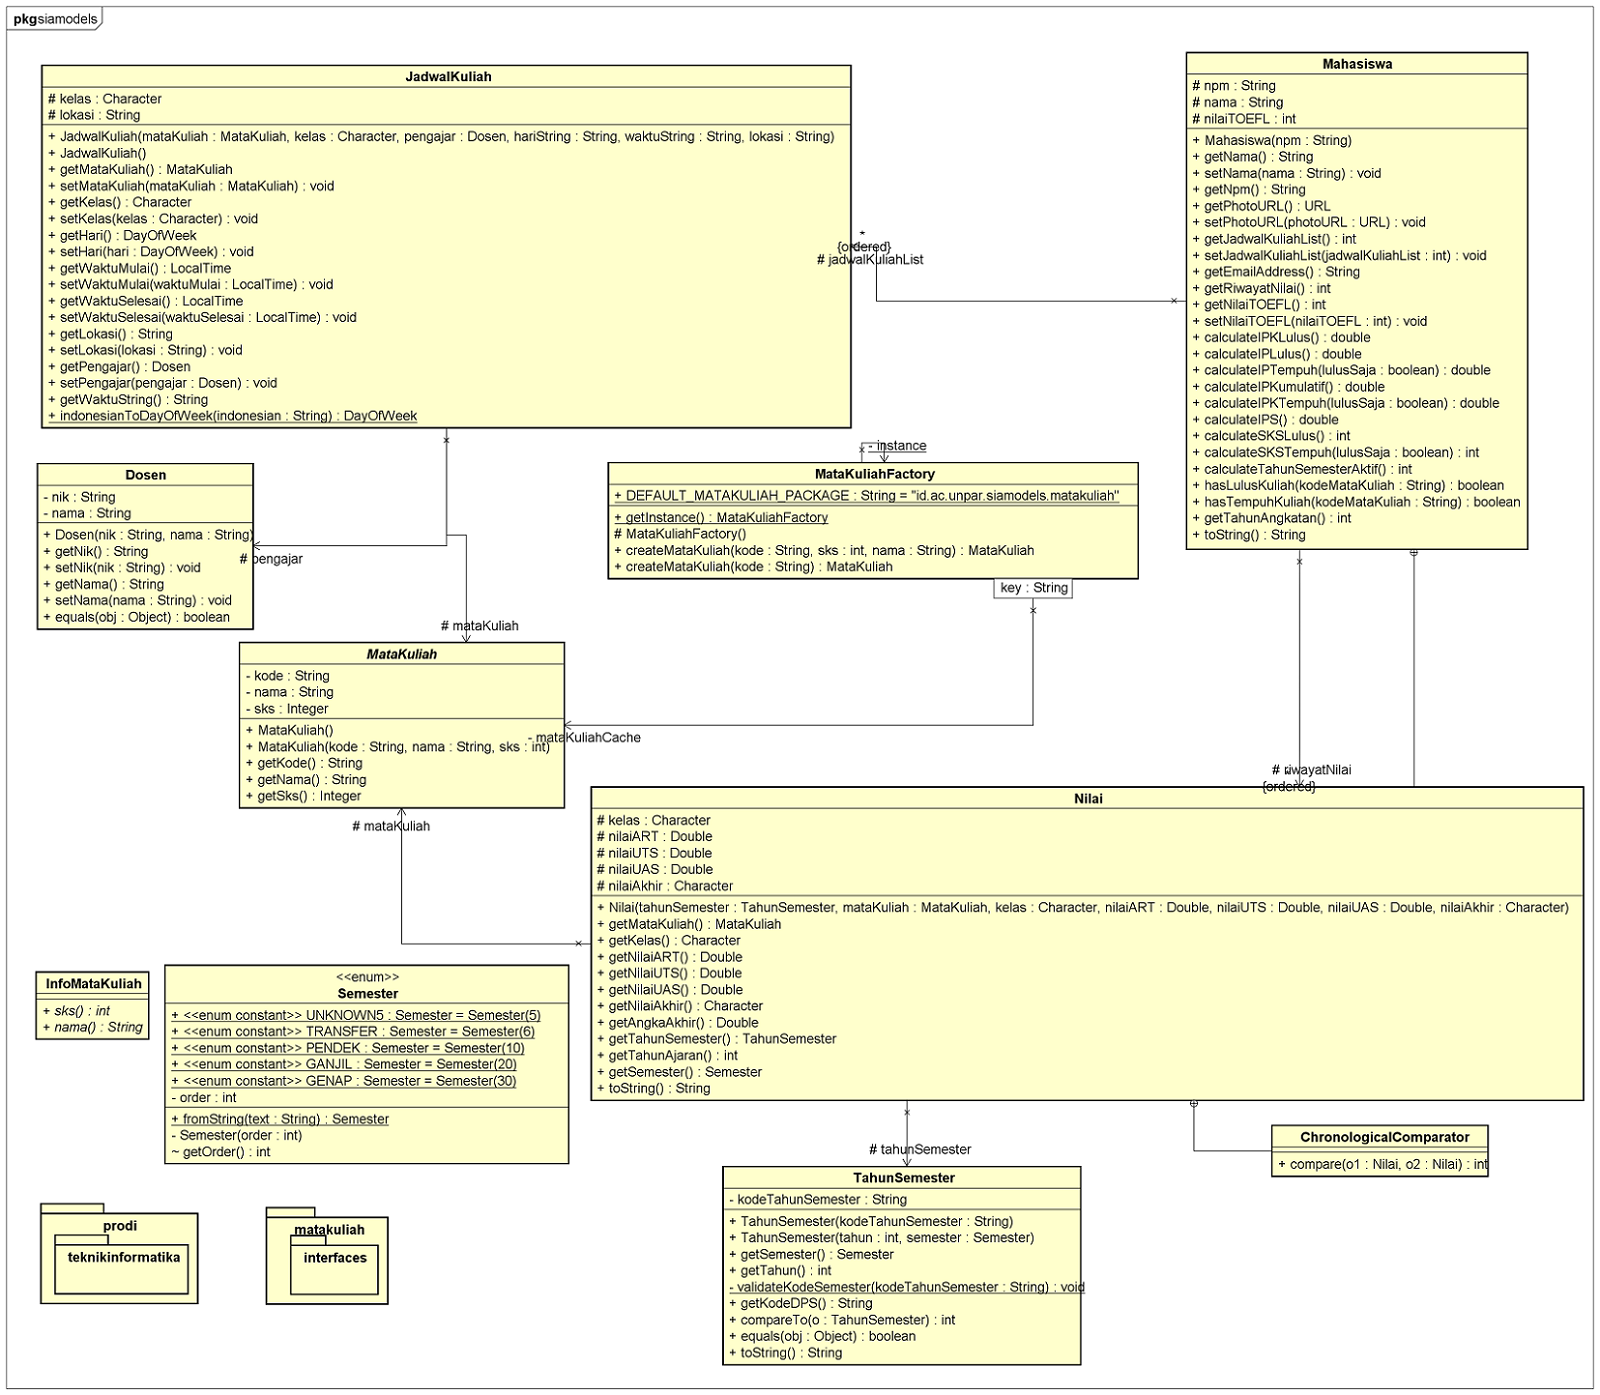 pkgsiamodels
JadwalKuliah
# kelas : Character
# lokasi : String
+ JadwalKuliah(mataKuliah : MataKuliah, kelas : Character, pengajar : Dosen, hariString : String, waktuString : String, lokasi : String)
+ JadwalKuliah()
+ getMataKuliah() : MataKuliah
+ setMataKuliah(mataKuliah : MataKuliah) : void
+ getKelas() : Character
+ setKelas(kelas : Character) : void
+ getHari() : DayOfWeek
+ setHari(hari : DayOfWeek) : void
+ getWaktuMulai() : LocalTime
+ setWaktuMulai(waktuMulai : LocalTime) : void
+ getWaktuSelesai() : LocalTime
+ setWaktuSelesai(waktuSelesai : LocalTime) : void
+ getLokasi() : String
+ setLokasi(lokasi : String) : void
+ getPengajar() : Dosen
+ setPengajar(pengajar : Dosen) : void
+ getWaktuString() : String
+ indonesianToDayOfWeek(indonesian : String) : DayOfWeek
*
{ordered}
# jadwalKuliahList
Mahasiswa
# npm : String
# nama : String
# nilaiTOEFL : int
+ Mahasiswa(npm : String)
+ getNama() : String
+ setNama(nama : String) : void
+ getNpm() : String
+ getPhotoURL() : URL
+ setPhotoURL(photoURL : URL) : void
+ getJadwalKuliahList() : int
+ setJadwalKuliahList(jadwalKuliahList : int) : void
+ getEmailAddress() : String
+ getRiwayatNilai() : int
+ getNilaiTOEFL() : int
+ setNilaiTOEFL(nilaiTOEFL : int) : void
+ calculateIPKLulus() : double
+ calculateIPLulus() : double
+ calculateIPTempuh(lulusSaja : boolean) : double
+ calculateIPKumulatif() : double
+ calculateIPKTempuh(lulusSaja : boolean) : double
+ calculateIPS() : double
+ calculateSKSLulus() : int
+ calculateSKSTempuh(lulusSaja : boolean) : int
+ calculateTahunSemesterAktif() : int
+ hasLulusKuliah(kodeMataKuliah : String) : boolean
+ hasTempuhKuliah(kodeMataKuliah : String) : boolean
+ getTahunAngkatan() : int
+ toString() : String
Dosen
- nik : String
- nama : String
+ Dosen(nik : String, nama : String)
+ getNik() : String
+ setNik(nik : String) : void
+ getNama() : String
+ setNama(nama : String) : void
+ equals(obj : Object) : boolean
# pengajar
# mataKuliah
- instance
MataKuliahFactory
+ DEFAULT_MATAKULIAH_PACKAGE : String = "id.ac.unpar.siamodels.matakuliah"
+ getInstance() : MataKuliahFactory
# MataKuliahFactory()
+ createMataKuliah(kode : String, sks : int, nama : String) : MataKuliah
+ createMataKuliah(kode : String) : MataKuliah
key : String
MataKuliah
- kode : String
- nama : String
- sks : Integer
+ MataKuliah()
+ MataKuliah(kode : String, nama : String, sks : int)
+ getKode() : String
+ getNama() : String
+ getSks() : Integer
- mataKuliahCache
# mataKuliah
# riwayatNilai
{ordered}
Nilai
# kelas : Character
# nilaiART : Double
# nilaiUTS : Double
# nilaiUAS : Double
# nilaiAkhir : Character
+ Nilai(tahunSemester : TahunSemester, mataKuliah : MataKuliah, kelas : Character, nilaiART : Double, nilaiUTS : Double, nilaiUAS : Double, nilaiAkhir : Character)
+ getMataKuliah() : MataKuliah
+ getKelas() : Character
+ getNilaiART() : Double
+ getNilaiUTS() : Double
+ getNilaiUAS() : Double
+ getNilaiAkhir() : Character
+ getAngkaAkhir() : Double
+ getTahunSemester() : TahunSemester
+ getTahunAjaran() : int
+ getSemester() : Semester
+ toString() : String
InfoMataKuliah
+ sks() : int
+ nama() : String
<<enum>>
Semester
+ <<enum constant>> UNKNOWN5 : Semester = Semester(5)
+ <<enum constant>> TRANSFER : Semester = Semester(6)
+ <<enum constant>> PENDEK : Semester = Semester(10)
+ <<enum constant>> GANJIL : Semester = Semester(20)
+ <<enum constant>> GENAP : Semester = Semester(30)
- order : int
+ fromString(text : String) : Semester
- Semester(order : int)
~ getOrder() : int
# tahunSemester
ChronologicalComparator
+ compare(o1 : Nilai, o2 : Nilai) : int
TahunSemester
- kodeTahunSemester : String
+ TahunSemester(kodeTahunSemester : String)
+ TahunSemester(tahun : int, semester : Semester)
+ getSemester() : Semester
+ getTahun() : int
- validateKodeSemester(kodeTahunSemester : String) : void
+ getKodeDPS() : String
+ compareTo(o : TahunSemester) : int
+ equals(obj : Object) : boolean
+ toString() : String
prodi
teknikinformatika
matakuliah
interfaces